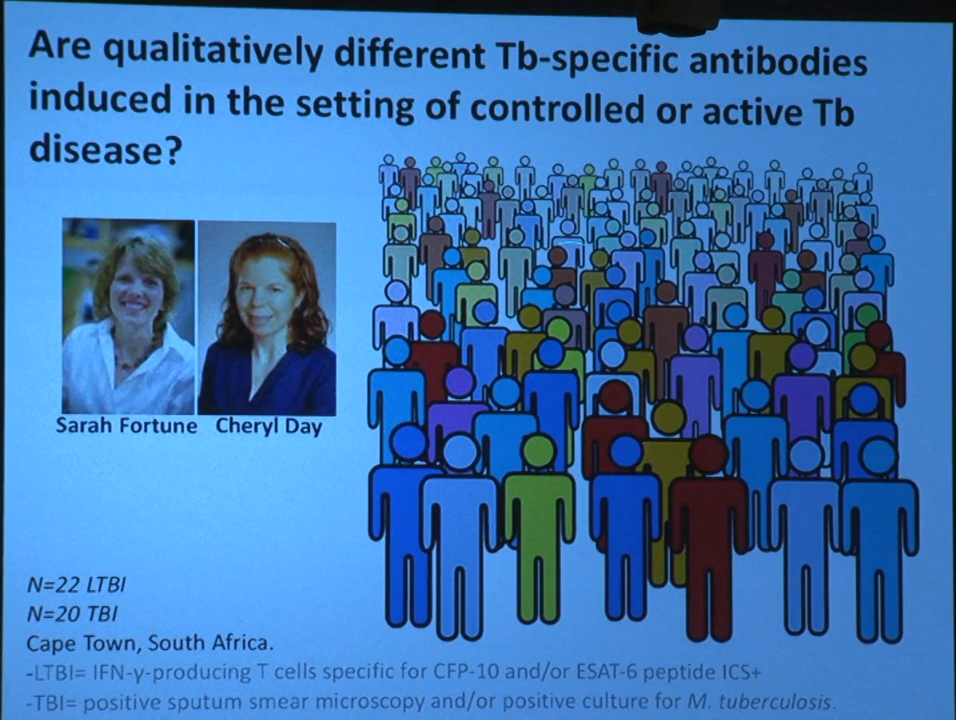 Are qualitatively different Tb-specific antibodies
induced in the setting of controlled or active Tb
disease?
Sarah Fortune Cheryl Day
N=22 LTBI
N=20 TBI
Cape Town, South Africa.
-LTBI= IFN-γ-producing T cells specific for CFP-10 and/or ESAT-6 peptide ICS+
-TBI= positive sputum smear microscopy and/or positive culture for M. tuberculosis.